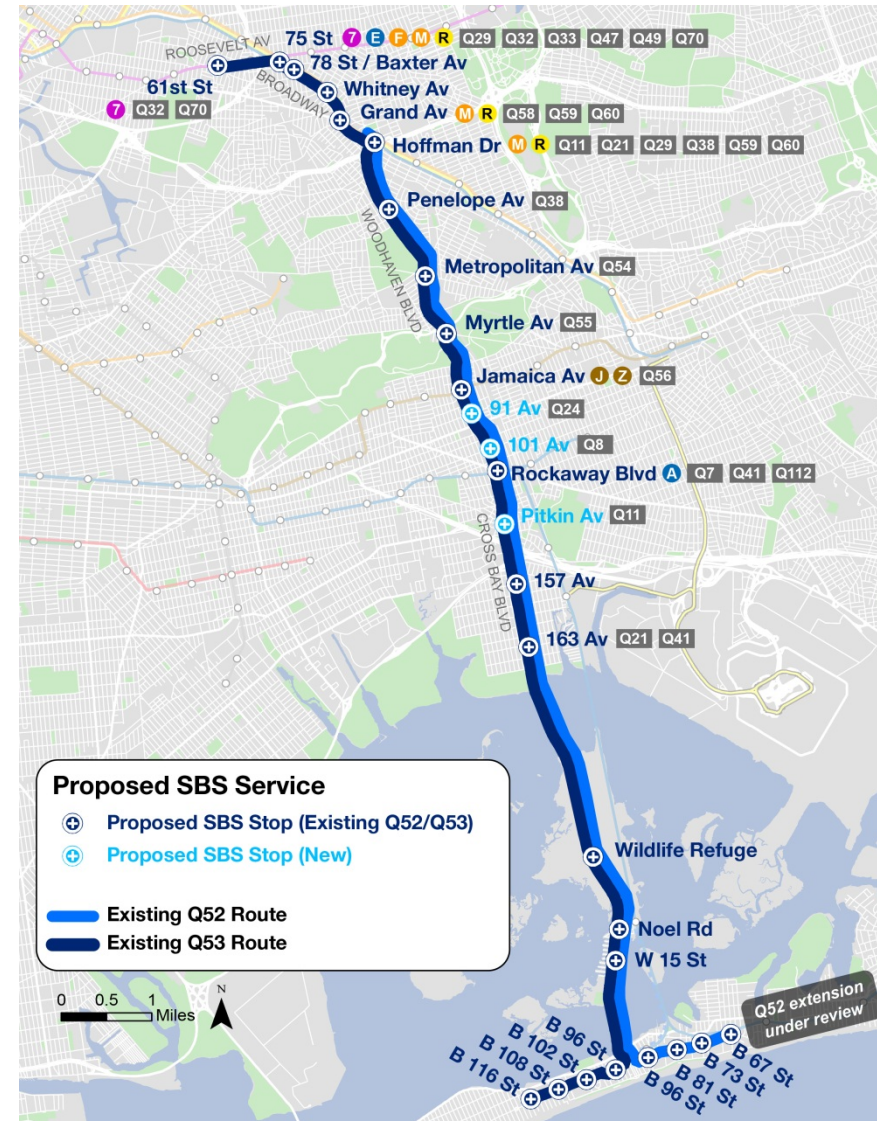 ROOSEVELT AV
75 St 7 E F M R Q29 Q32 Q33 Q47 Q49 Q70
78 St / Baxter Av
61st St
7 Q32 Q70
BROADWAY
Whitney Av
Grand Av M R Q58 Q59 Q60
Hoffman Dr M R Q11 Q21 Q29 Q38 Q59 Q60
Penelope Av Q38
WOODHAVEN BLVD
Metropolitan Av Q54
Myrtle Av Q55
Jamaica Av J Z Q56
91 Av Q24
101 Av Q8
Rockaway Blvd A Q7 Q41 Q112
Pitkin Av Q11
CROSS BAY BLVD
157 Av
163 Av Q21 Q41
Proposed SBS Service
Proposed SBS Stop (Existing Q52/Q53)
Proposed SBS Stop (New)
Existing Q52 Route
Existing Q53 Route
0 0.5 1
Miles
N
Wildlife Refuge
Noel Rd
W 15 St
Q52 extension
under review
B 96 St
B 102 St
B 108 St
B 116 St
B 67 St
B 73 St
B 81 St
B 96 St